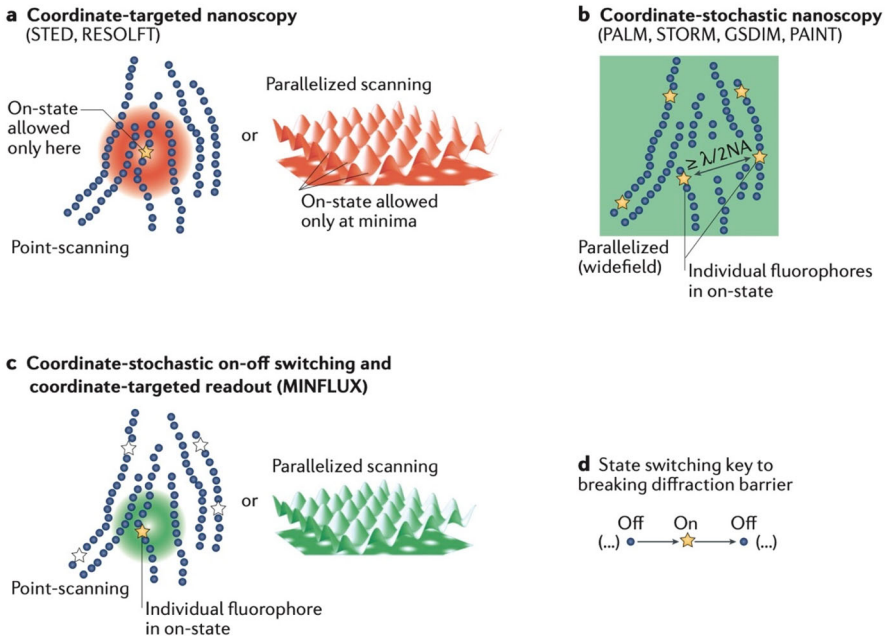 a Coordinate-targeted nanoscopy
(STED, RESOLFT)
On-state
allowed
only here
Point-scanning
or
Parallelized scanning
On-state allowed
only at minima
b Coordinate-stochastic nanoscopy
(PALM, STORM, GSDIM, PAINT)
≥ λ/2NA
Parallelized
(widefield)
Individual fluorophores
in on-state
c Coordinate-stochastic on-off switching and
coordinate-targeted readout (MINFLUX)
Point-scanning
Individual fluorophore
in on-state
or
Parallelized scanning
d State switching key to
breaking diffraction barrier
Off On Off
(...) (...)